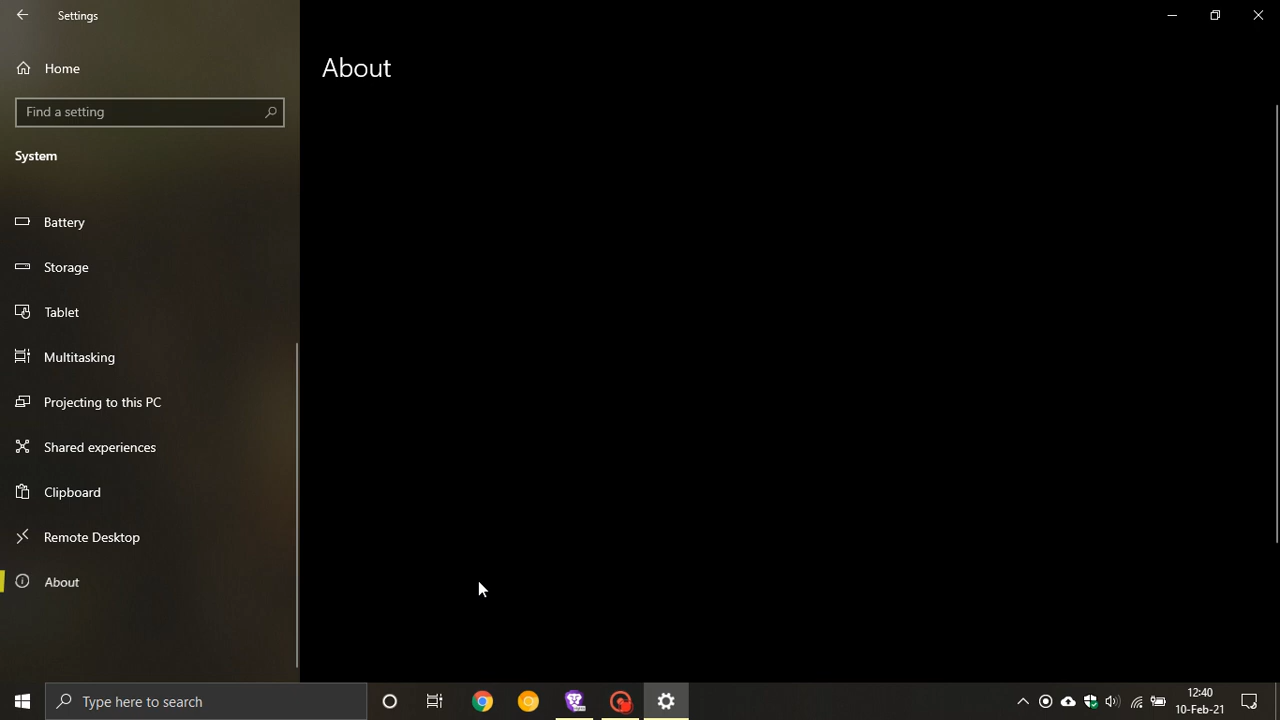 Settings
Home
About
Find a setting
System
Battery
Storage
Tablet
Multitasking
Projecting to this PC
Shared experiences
Clipboard
Remote Desktop
About
Type here to search
12:40
10-Feb-21